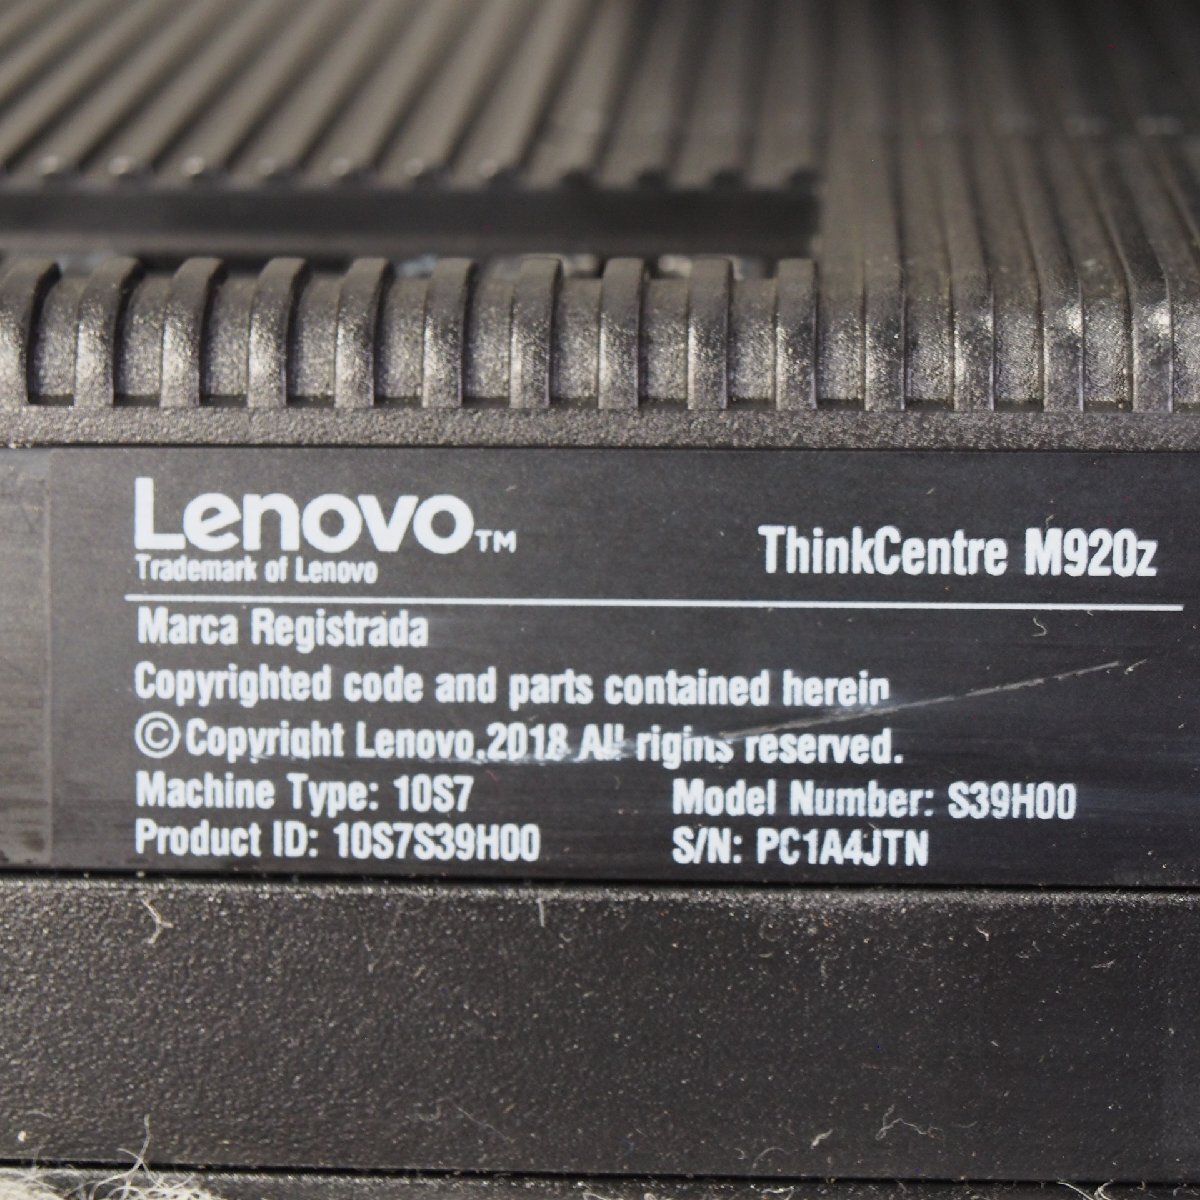 Lenovo™
Trademark of Lenovo
ThinkCentre M920z
Marca Registrada
Copyrighted code and parts contained herein
© Copyright Lenovo,2018 All rights reserved.
Machine Type: 10S7
Model Number: S39H00
Product ID: 10S7S39H00
S/N: PC1A4JTN